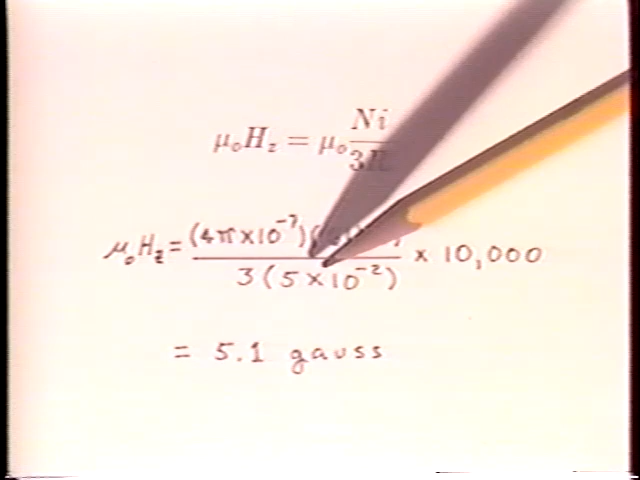 μ₀H_z = μ₀ Ni / 3R
μ₀H_z = (4π×10⁻⁷)( / 3(5×10⁻²) × 10,000
= 5.1 gauss